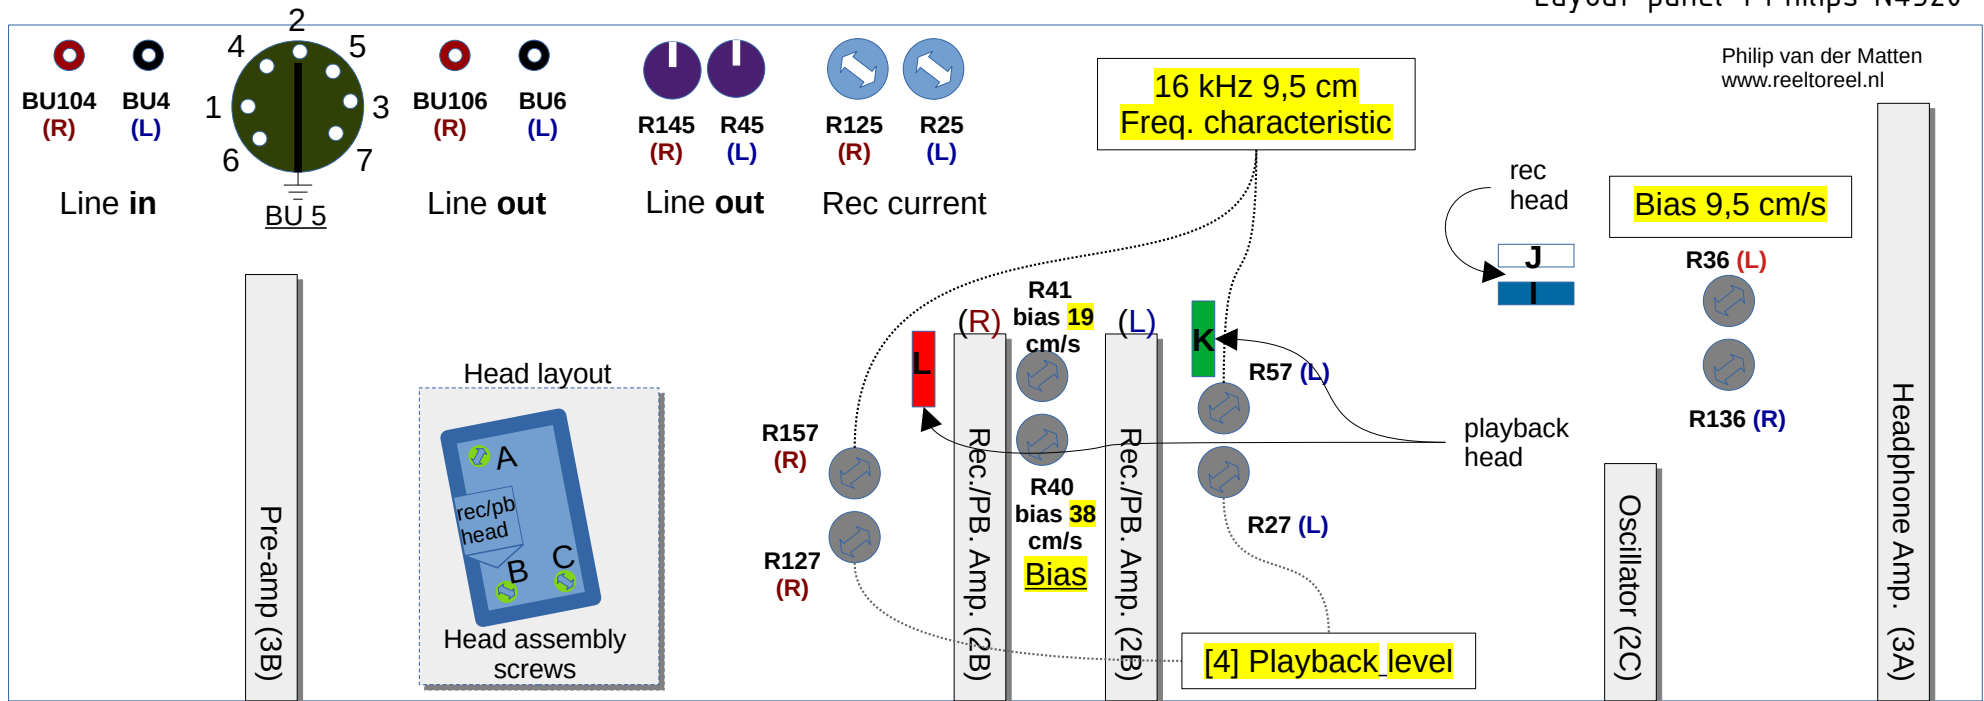 Layout panel Philips N4520
Philip van der Matten
www.reeltoreel.nl
BU104
(R)
BU4
(L)
2
4
5
1
3
6
7
BU 5
BU106
(R)
BU6
(L)
R145
(R)
R45
(L)
R125
(R)
R25
(L)
Line in
Line out
Line out
Rec current
16 kHz 9,5 cm
Freq. characteristic
rec
head
J
I
Bias 9,5 cm/s
R36 (L)
R136 (R)
R41
bias 19
cm/s
(R)
(L)
L
K
R57 (L)
playback
head
R157
(R)
R127
(R)
R40
bias 38
cm/s
Bias
R27 (L)
[4] Playback level
Head layout
A
rec/pb
head
B
C
Head assembly
screws
Pre-amp (3B)
Rec./PB. Amp. (2B)
Rec./PB. Amp. (2B)
Oscillator (2C)
Headphone Amp. (3A)